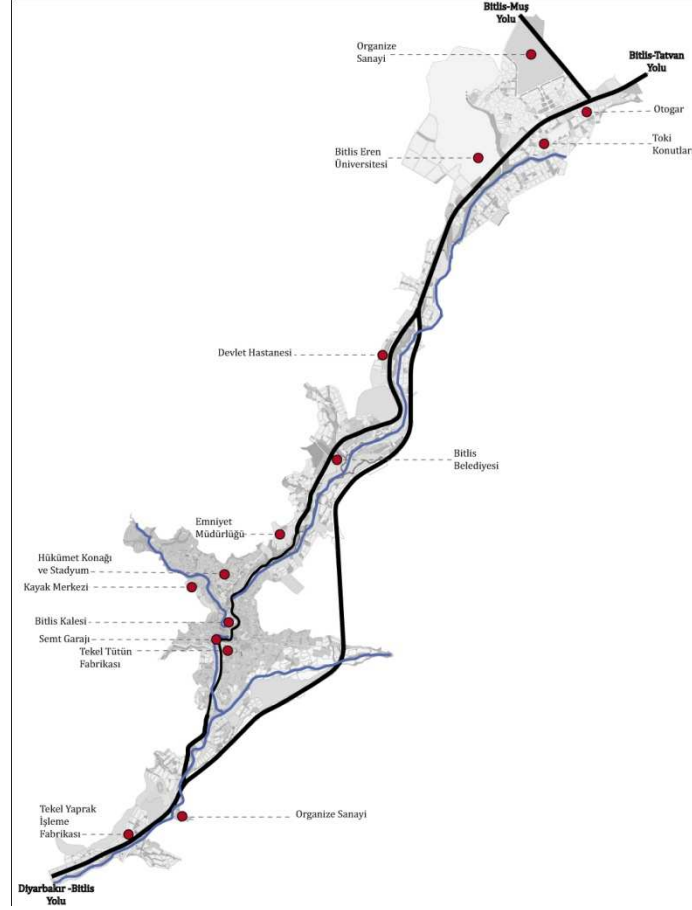 Bitlis-Muş
Yolu
Organize
Sanayi
Bitlis-Tatvan
Yolu
Otogar
Toki
Konutlar
Bitlis Eren
Üniversitesi
Devlet Hastanesi
Bitlis
Belediyesi
Emniyet
Müdürlüğü
Hükümet Konağı
ve Stadyum
Kayak Merkezi
Bitlis Kalesi
Semt Garajı
Tekel Tütün
Fabrikası
Tekel Yaprak
İşleme
Fabrikası
Organize Sanayi
Diyarbakır -Bitlis
Yolu